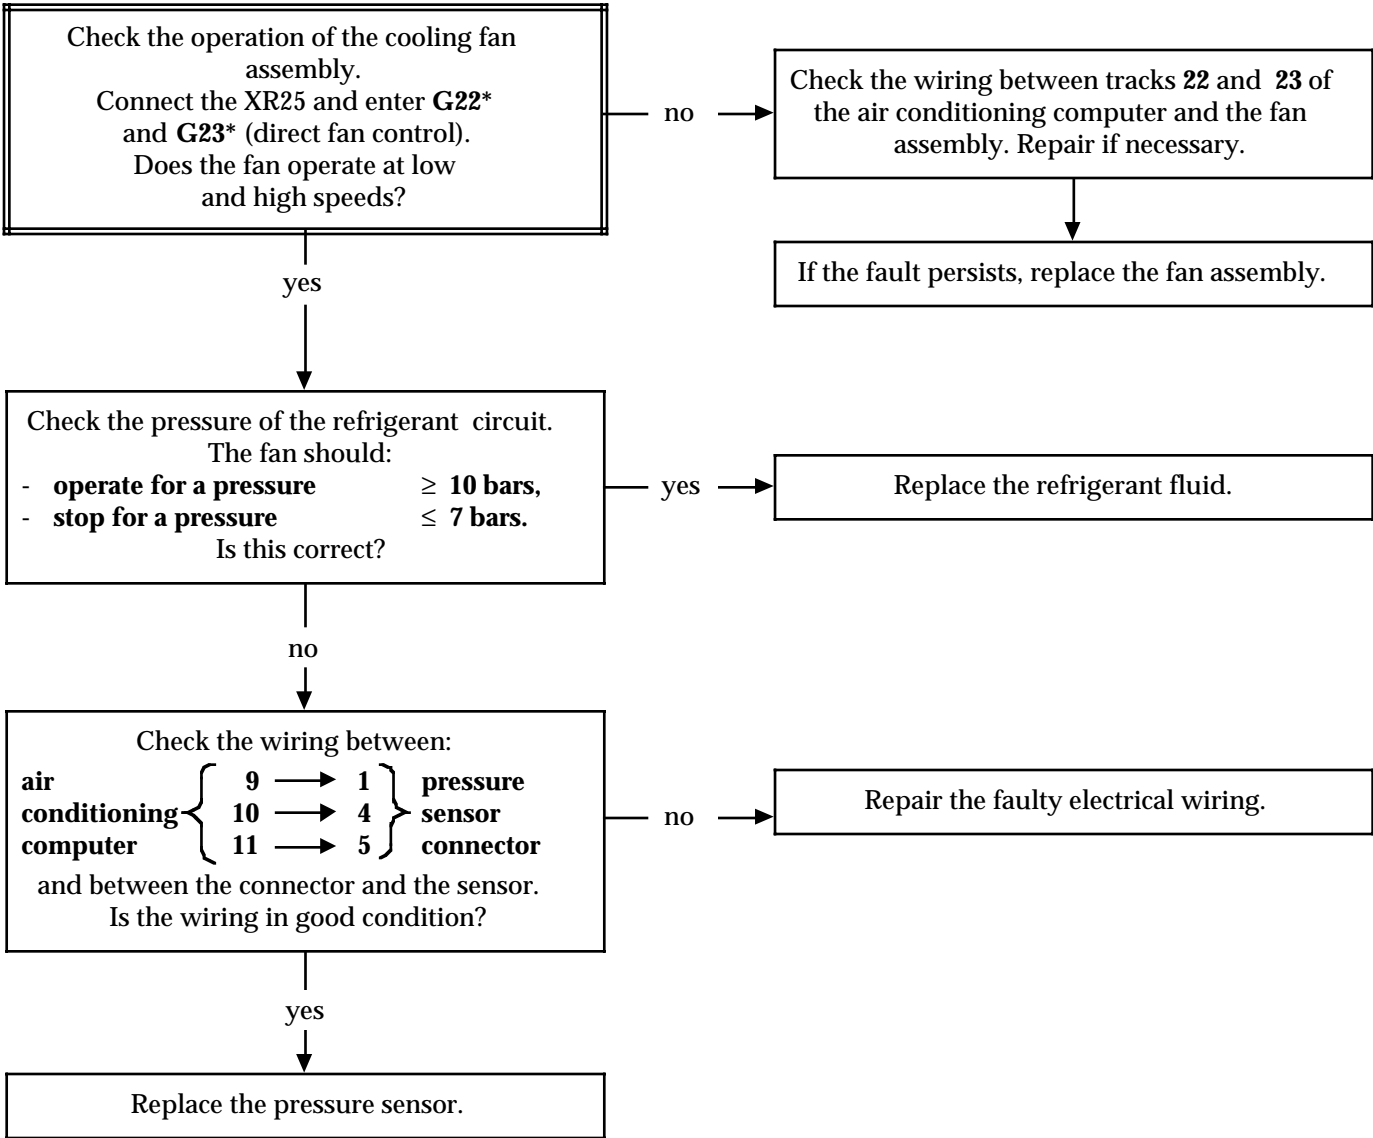 Check the operation of the cooling fan
assembly.
Connect the XR25 and enter G22*
and G23* (direct fan control).
Does the fan operate at low
and high speeds?
no
Check the wiring between tracks 22 and 23 of
the air conditioning computer and the fan
assembly. Repair if necessary.
If the fault persists, replace the fan assembly.
yes
Check the pressure of the refrigerant circuit.
The fan should:
- operate for a pressure ≥ 10 bars,
- stop for a pressure ≤ 7 bars.
Is this correct?
yes
Replace the refrigerant fluid.
no
Check the wiring between:
air 9 → 1 pressure
conditioning 10 → 4 sensor
computer 11 → 5 connector
and between the connector and the sensor.
Is the wiring in good condition?
no
Repair the faulty electrical wiring.
yes
Replace the pressure sensor.